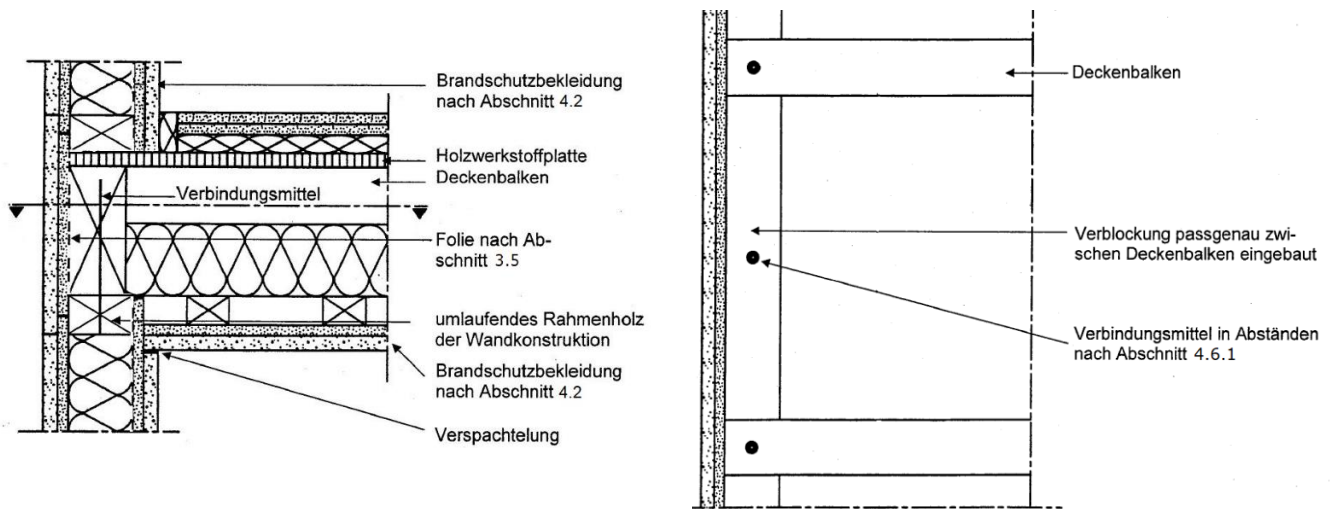 Brandschutzbekleidung
nach Abschnitt 4.2
Holzwerkstoffplatte
Deckenbalken
Verbindungsmittel
Folie nach Ab-
schnitt 3.5
umlaufendes Rahmenholz
der Wandkonstruktion
Brandschutzbekleidung
nach Abschnitt 4.2
Verspachtelung
Deckenbalken
Verblockung passgenau zwi-
schen Deckenbalken eingebaut
Verbindungsmittel in Abständen
nach Abschnitt 4.6.1